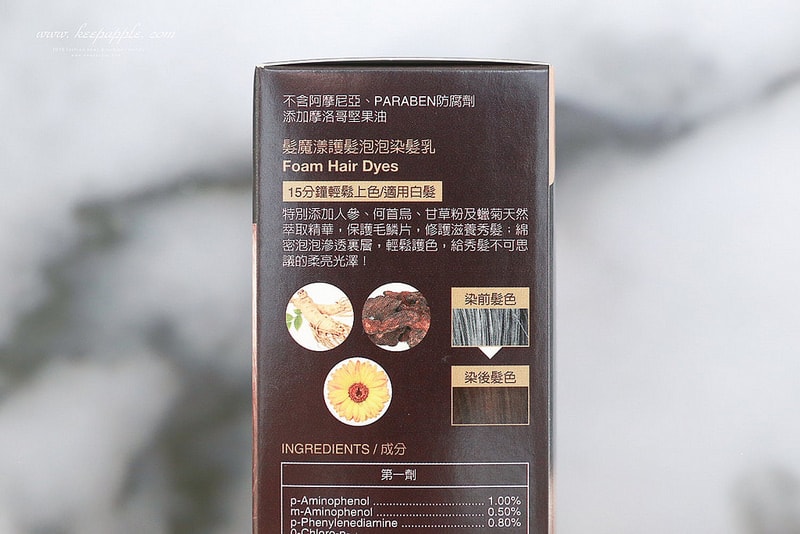 www.keepapple.com
不含阿摩尼亞、PARABEN防腐劑
添加摩洛哥堅果油
髮魔漾護髮泡泡染髮乳
Foam Hair Dyes
15分鐘輕鬆上色/適用白髮
特別添加人參、何首烏、甘草粉及蠟菊天然
萃取精華，保護毛鱗片，修護滋養秀髮；綿
密泡泡滲透裏層，輕鬆護色，給秀髮不可思
議的柔亮光澤！
染前髮色
染後髮色
INGREDIENTS / 成分
第一劑
p-Aminophenol ........................ 1.00%
m-Aminophenol ........................ 0.50%
p-Phenylenediamine ................ 0.80%